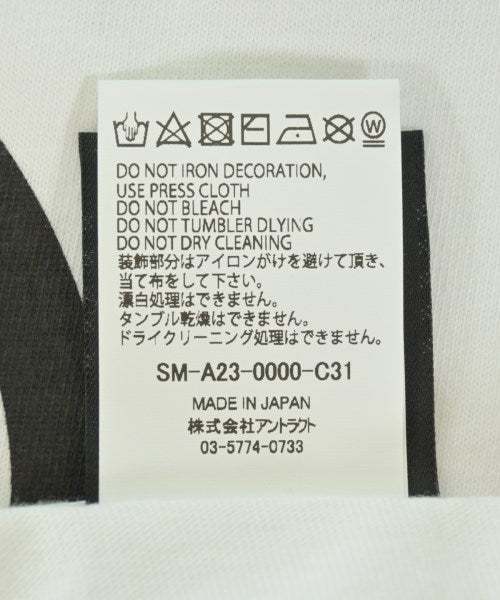 W
DO NOT IRON DECORATION,
USE PRESS CLOTH
DO NOT BLEACH
DO NOT TUMBLER DLYING
DO NOT DRY CLEANING
装飾部分はアイロンがけを避けて頂き、
当て布をして下さい。
漂白処理はできません。
タンブル乾燥はできません。
ドライクリーニング処理はできません。
SM-A23-0000-C31
MADE IN JAPAN
株式会社アントラフト
03-5774-0733